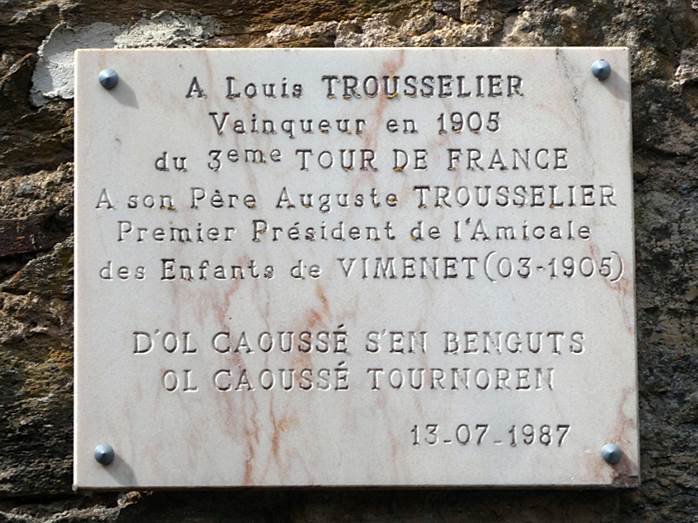 A Louis TROUSSELIER
Vainqueur en 1905
du 3eme TOUR DE FRANCE
A son Père Auguste TROUSSELIER
Premier Président de l'Amicale
des Enfants de VIMENET (03-1905)
D'OL CAOUSSÉ S'EN BENGUTS
OL CAOUSSÉ TOURNOREN
13-07-1987